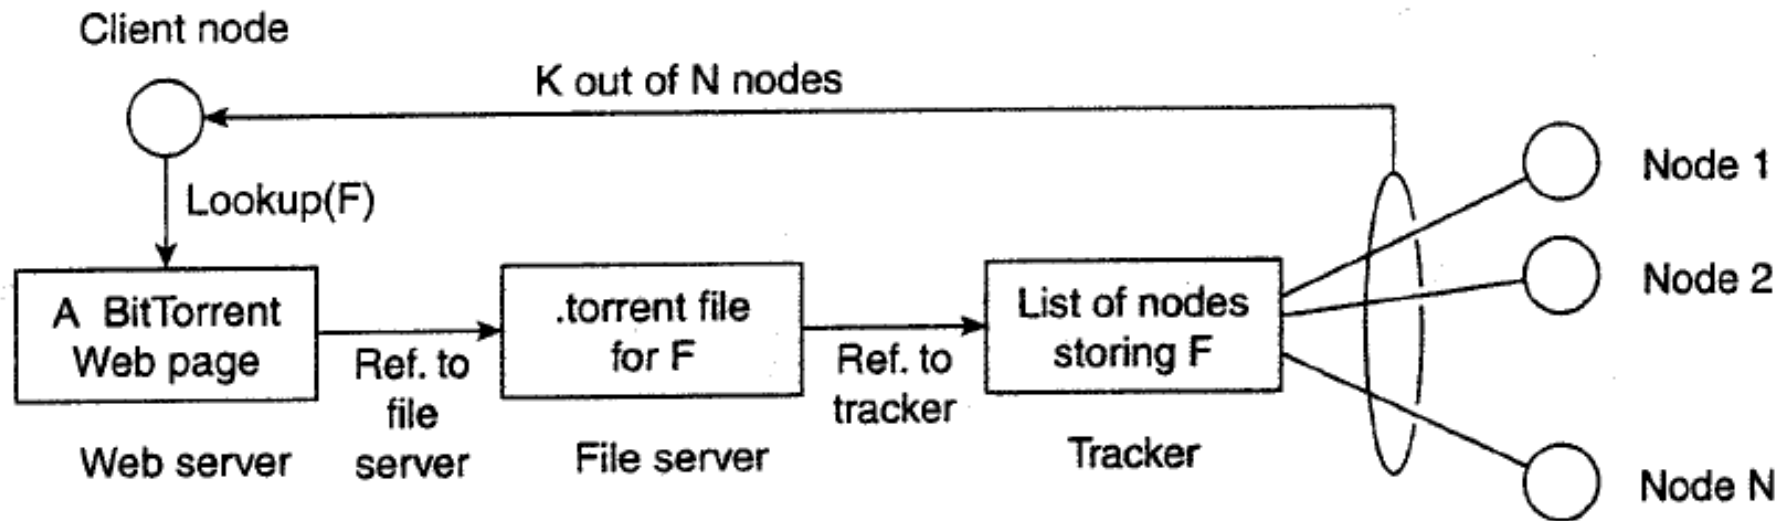 Client node
K out of N nodes
Lookup(F)
Node 1
Node 2
Node N
A BitTorrent
Web page
Ref. to
file
server
.torrent file
for F
Ref. to
tracker
List of nodes
storing F
Web server
File server
Tracker